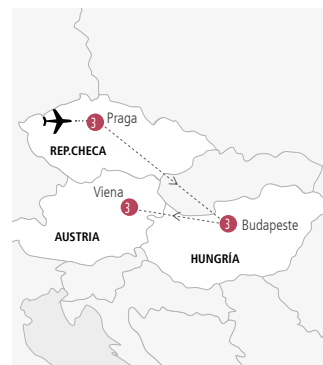 3 Praga
REP.CHECA
Viena
3
3 Budapeste
AUSTRIA
HUNGRÍA